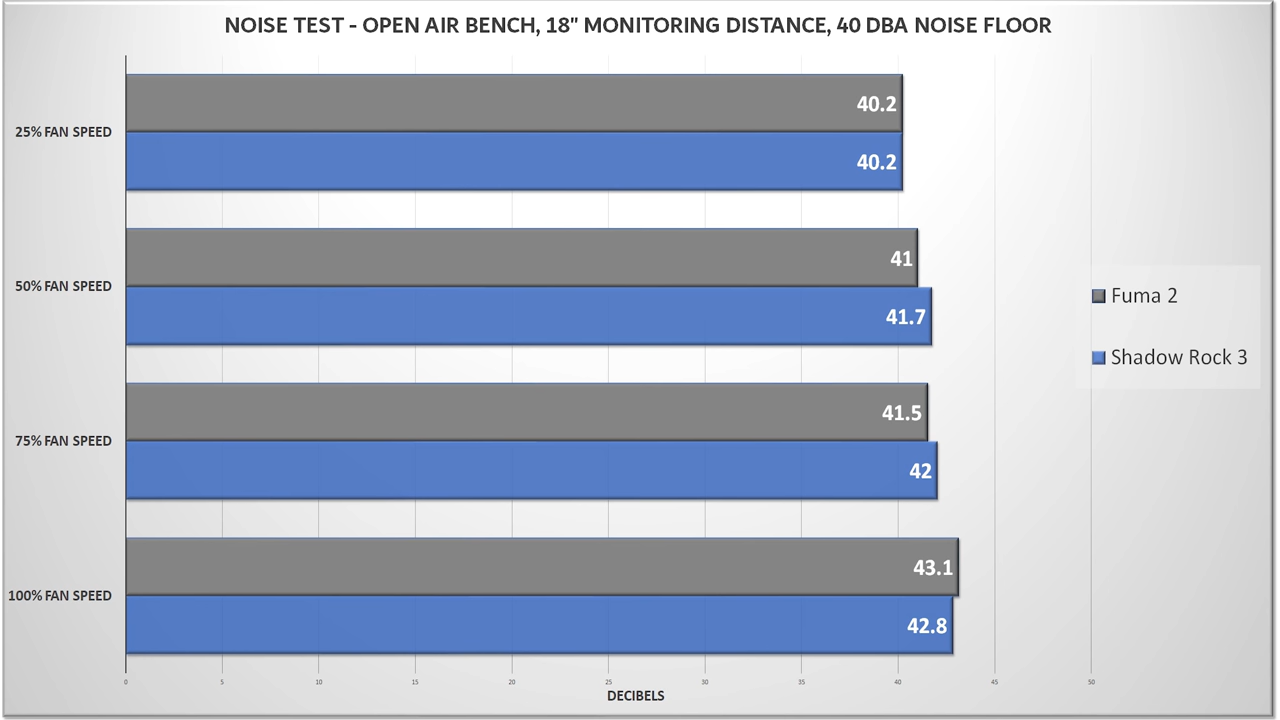 NOISE TEST - OPEN AIR BENCH, 18" MONITORING DISTANCE, 40 DBA NOISE FLOOR
25% FAN SPEED
40.2
40.2
50% FAN SPEED
41
41.7
75% FAN SPEED
41.5
42
100% FAN SPEED
43.1
42.8
Fuma 2
Shadow Rock 3
0 5 10 15 20 25 30 35 40 45 50
DECIBELS